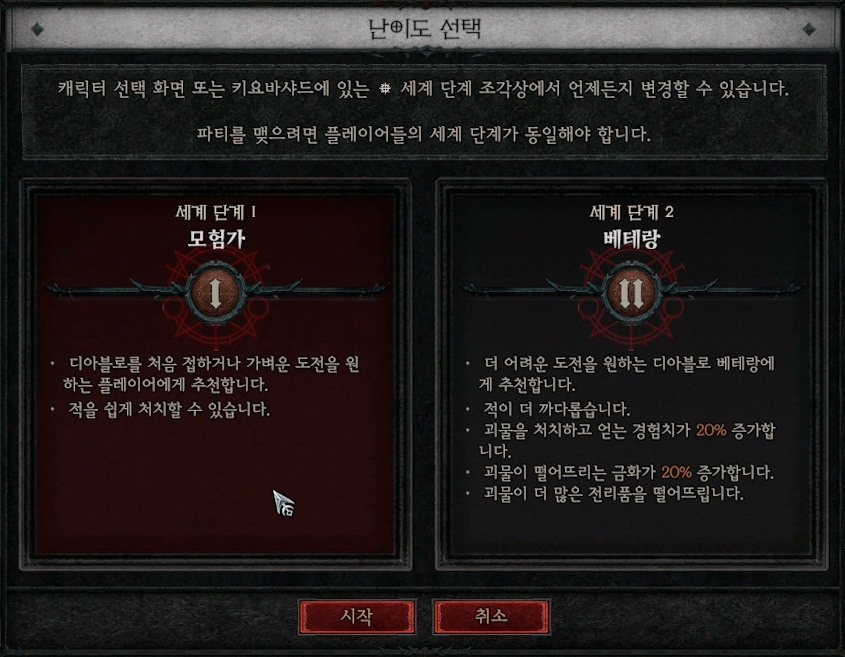 난이도 선택
캐릭터 선택 화면 또는 키요바샤드에 있는 세계 단계 조각상에서 언제든지 변경할 수 있습니다.
파티를 맺으려면 플레이어들의 세계 단계가 동일해야 합니다.
세계 단계 1
모험가
I
• 디아블로를 처음 접하거나 가벼운 도전을 원
하는 플레이어에게 추천합니다.
• 적을 쉽게 처치할 수 있습니다.
세계 단계 2
베테랑
II
• 더 어려운 도전을 원하는 디아블로 베테랑에
게 추천합니다.
• 적이 더 까다롭습니다.
• 괴물을 처치하고 얻는 경험치가 20% 증가합
니다.
• 괴물이 떨어뜨리는 금화가 20% 증가합니다.
• 괴물이 더 많은 전리품을 떨어뜨립니다.
시작
취소